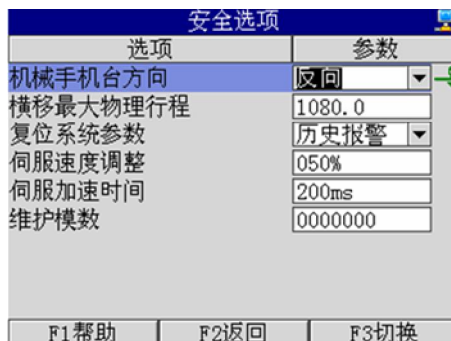 安全选项
选项 参数
机械手机台方向 反向
横移最大物理行程 1080.0
复位系统参数 历史报警
伺服速度调整 050%
伺服加速时间 200ms
维护模数 0000000
F1帮助 F2返回 F3切换